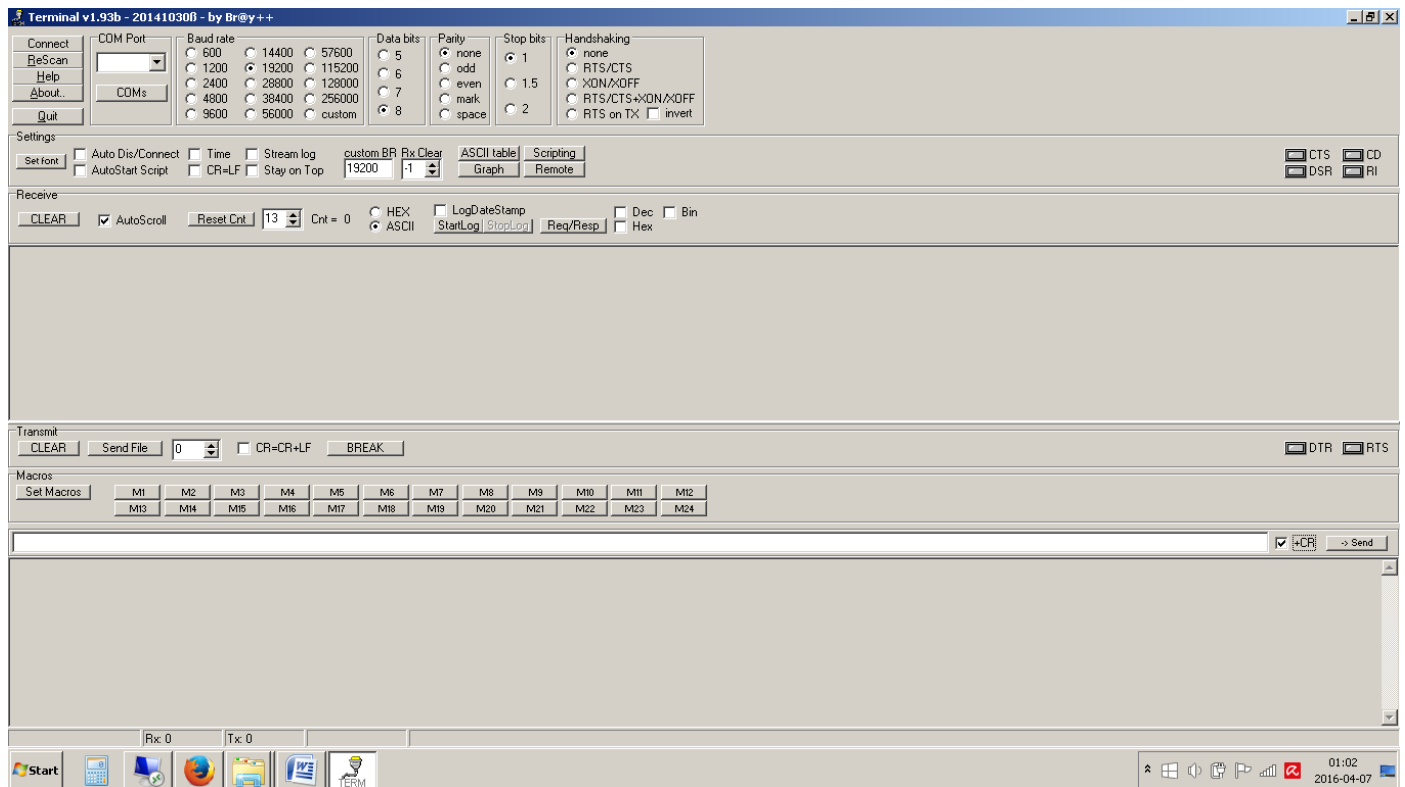 Terminal v1.93b - 20141030ß - by Br@y++
Connect
ReScan
Help
About..
Quit
COM Port
COMs
Baud rate
600 14400 57600
1200 19200 115200
2400 28800 128000
4800 38400 256000
9600 56000 custom
Data bits
5
6
7
8
Parity
none
odd
even
mark
space
Stop bits
1
1.5
2
Handshaking
none
RTS/CTS
XON/XOFF
RTS/CTS+XON/XOFF
RTS on TX invert
Settings
Set font
Auto Dis/Connect Time Stream log
AutoStart Script CR=LF Stay on Top
custom BR Rx Clear
19200 -1
ASCII table Scripting
Graph Remote
CTS CD
DSR RI
Receive
CLEAR AutoScroll Reset Cnt 13 Cnt = 0
HEX
ASCII
LogDateStamp
StartLog StopLog Req/Resp
Dec Bin
Hex
Transmit
CLEAR Send File 0 CR=CR+LF BREAK DTR RTS
Macros
Set Macros M1 M2 M3 M4 M5 M6 M7 M8 M9 M10 M11 M12
M13 M14 M15 M16 M17 M18 M19 M20 M21 M22 M23 M24
+CR -> Send
Rx: 0 Tx: 0
Start
TERM
01:02
2016-04-07